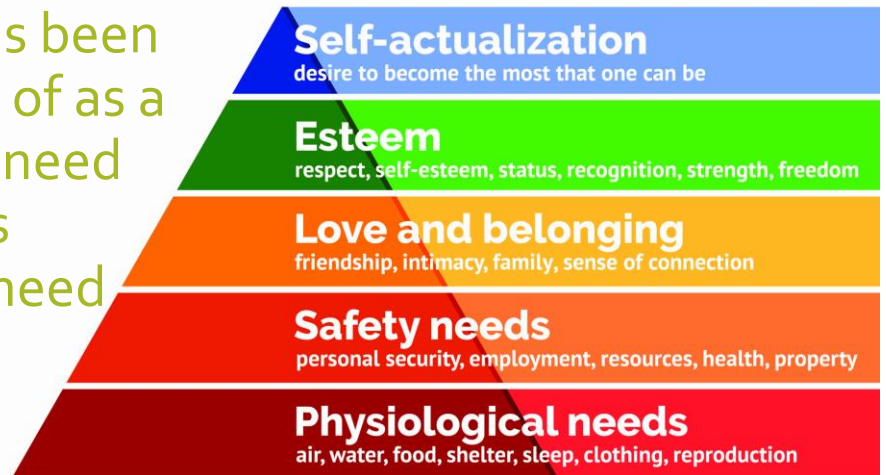 s been
of as a
need
s
need
Self-actualization
desire to become the most that one can be
Esteem
respect, self-esteem, status, recognition, strength, freedom
Love and belonging
friendship, intimacy, family, sense of connection
Safety needs
personal security, employment, resources, health, property
Physiological needs
air, water, food, shelter, sleep, clothing, reproduction